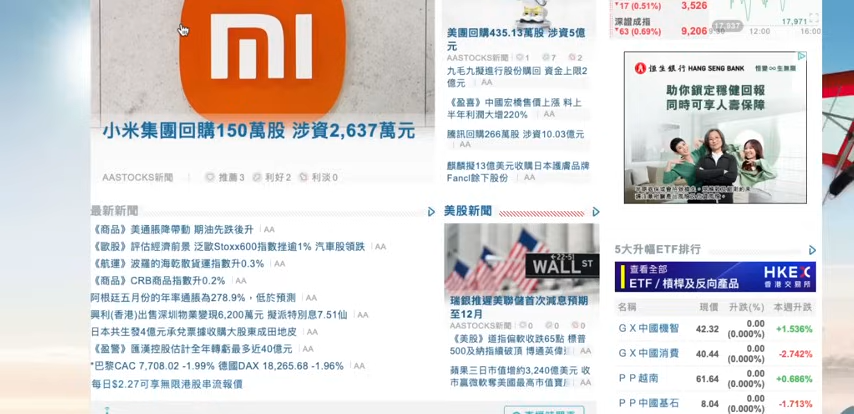 小米集團回購150萬股 涉資2,637萬元
AASTOCKS新聞 推薦3 利好2 利淡0
最新新聞
《商品》美通脹降帶動 期油先跌後升 AA
《歐股》評估經濟前景 泛歐Stoxx600指數挫逾1% 汽車股領跌 AA
《航運》波羅的海乾散貨運指數升0.3% AA
《商品》CRB商品指數升0.2% AA
阿根廷五月份的年率通脹為278.9%，低於預測 AA
興利(香港)出售深圳物業變現6,200萬元 擬派特別息7.51仙 AA
日本共生發4億元承兌票據收購大股東成田地皮 AA
《盈警》匯漢控股估計全年轉虧最多近40億元 AA
*巴黎CAC 7,708.02 -1.99% 德國DAX 18,265.68 -1.96% AA
每日$2.27可享無限港股串流報價
美團回購435.13萬股 涉資5億
元
AASTOCKS新聞 1 7 2
九毛九擬進行股份購回 資金上限2
億元 AA
《盈喜》中國宏橋售價上漲 料上
半年利潤大增220% AA
騰訊回購266萬股 涉資10.03億元
AA
麒麟擬13億美元收購日本護膚品牌
Fancl餘下股份 AA
美股新聞
WALL ST
瑞銀推遲美聯儲首次減息預期
至12月
AASTOCKS新聞 0 0 0
《美股》道指偏軟收跌65點 標普
500及納指續破頂 博通英偉 AA
蘋果三日市值增約3,240億美元 收
市贏微軟奪美國最高市值寶 AA
17 (0.51%) 3,526
深證成指
63 (0.69%) 9,206
17,937
17,971
9:30 12:00 16:00
恒生銀行 HANG SENG BANK
助你鎖定穩健回報
同時可享人壽保障
5大升幅ETF排行
查看全部
ETF / 槓桿及反向產品
HKEX
香港交易所
名稱 現價 升跌(%) 本週升跌
ＧＸ中國機智 42.32 0.00 (0.000%) +1.536%
ＧＸ中國消費 40.44 0.00 (0.000%) -2.742%
ＰＰ越南 61.64 0.00 (0.000%) +0.686%
ＰＰ中國基石 8.04 0.00 (0.000%) -1.713%